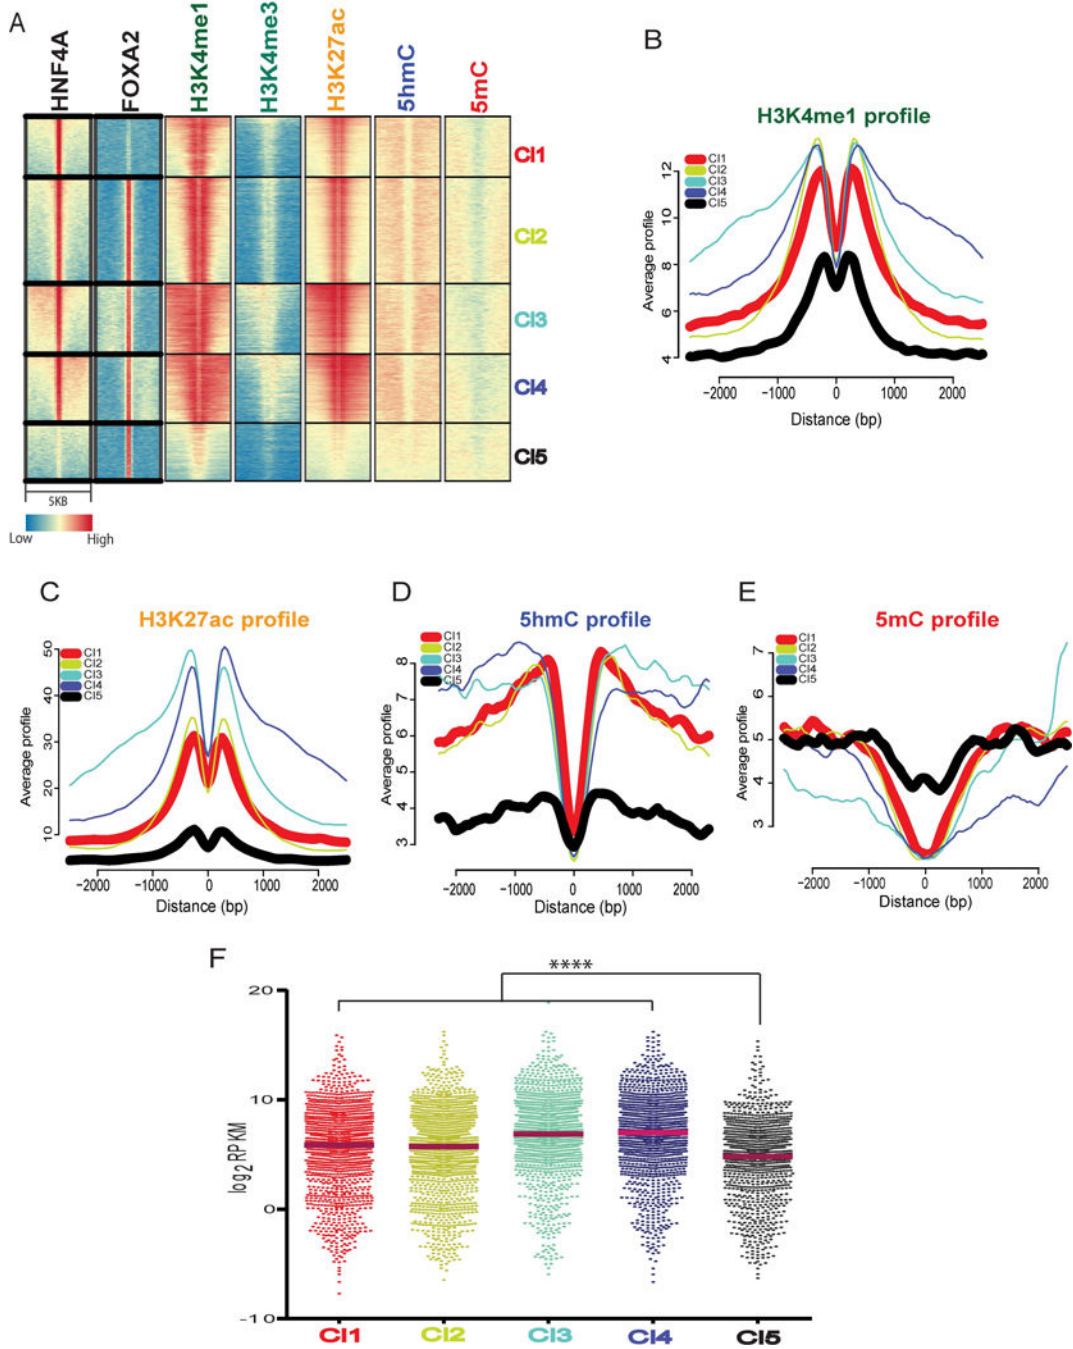 A
HNF4A
FOXA2
H3K4me1
H3K4me3
H3K27ac
5hmC
5mC
Cl1
Cl2
Cl3
Cl4
Cl5
5KB
Low
High
B
H3K4me1 profile
Average profile
12
10
8
6
4
Cl1
Cl2
Cl3
Cl4
Cl5
−2000
−1000
0
1000
2000
Distance (bp)
C
H3K27ac profile
Average profile
50
40
30
20
10
Cl1
Cl2
Cl3
Cl4
Cl5
−2000
−1000
0
1000
2000
Distance (bp)
D
5hmC profile
Average profile
8
7
6
5
4
3
Cl1
Cl2
Cl3
Cl4
Cl5
−2000
−1000
0
1000
2000
Distance (bp)
E
5mC profile
Average profile
7
6
5
4
3
Cl1
Cl2
Cl3
Cl4
Cl5
−2000
−1000
0
1000
2000
Distance (bp)
F
****
log2 RPKM
20
10
0
-10
Cl1
Cl2
Cl3
Cl4
Cl5